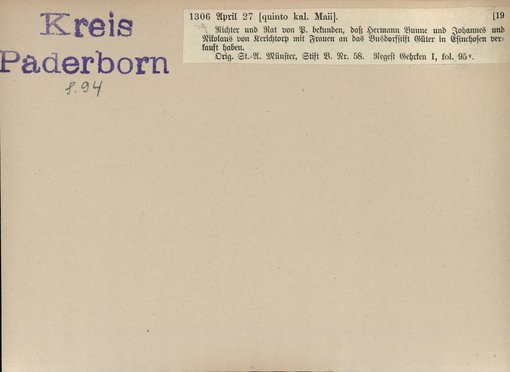 Kreis
Paderborn
S. 94
1306 April 27 [quinto kal. Maii]. [19
Richter und Rat von P. bekunden, daß Hermann Bunne und Johannes und
Nikolaus von Kerichtorp mit Frauen an das Busdorfstift Güter in Esinchosen ver-
kauft haben.
Orig. St.-A. Münster, Stift B. Nr. 58. Regest Gehrken I, fol. 95v.